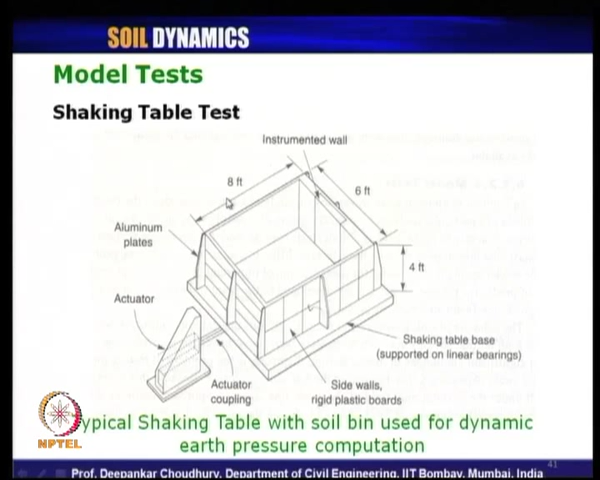 SOIL DYNAMICS
Model Tests
Shaking Table Test
Instrumented wall
8 ft
6 ft
Aluminum
plates
4 ft
Actuator
Shaking table base
(supported on linear bearings)
Actuator
coupling
Side walls,
rigid plastic boards
ypical Shaking Table with soil bin used for dynamic
earth pressure computation
NPTEL
41
Prof. Deepankar Choudhury, Department of Civil Engineering, IIT Bombay, Mumbai, India